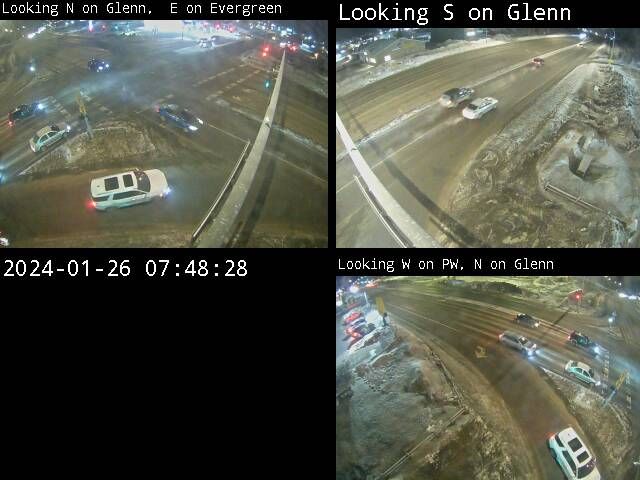 Looking N on Glenn, E on Evergreen
Looking S on Glenn
2024-01-26 07:48:28
Looking W on PW, N on Glenn